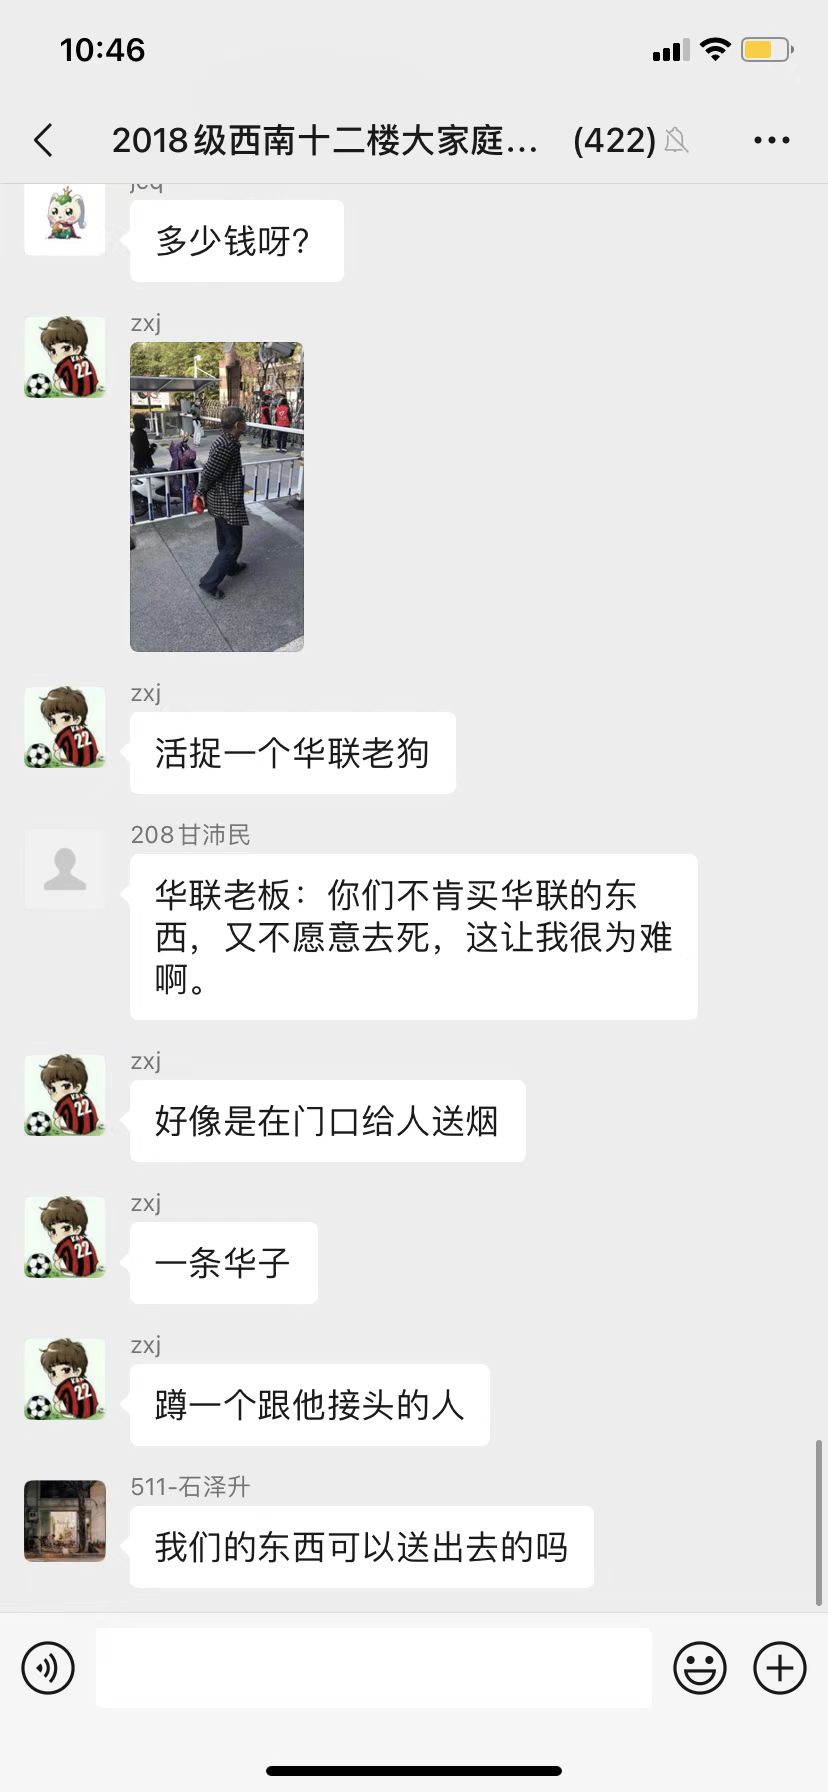 10:46
2018级西南十二楼大家庭... (422)
jcq
多少钱呀?
zxj
22
zxj
22
活捉一个华联老狗
208甘沛民
华联老板：你们不肯买华联的东
西，又不愿意去死，这让我很为难
啊。
zxj
22
好像是在门口给人送烟
zxj
22
一条华子
zxj
22
蹲一个跟他接头的人
511-石泽升
我们的东西可以送出去的吗